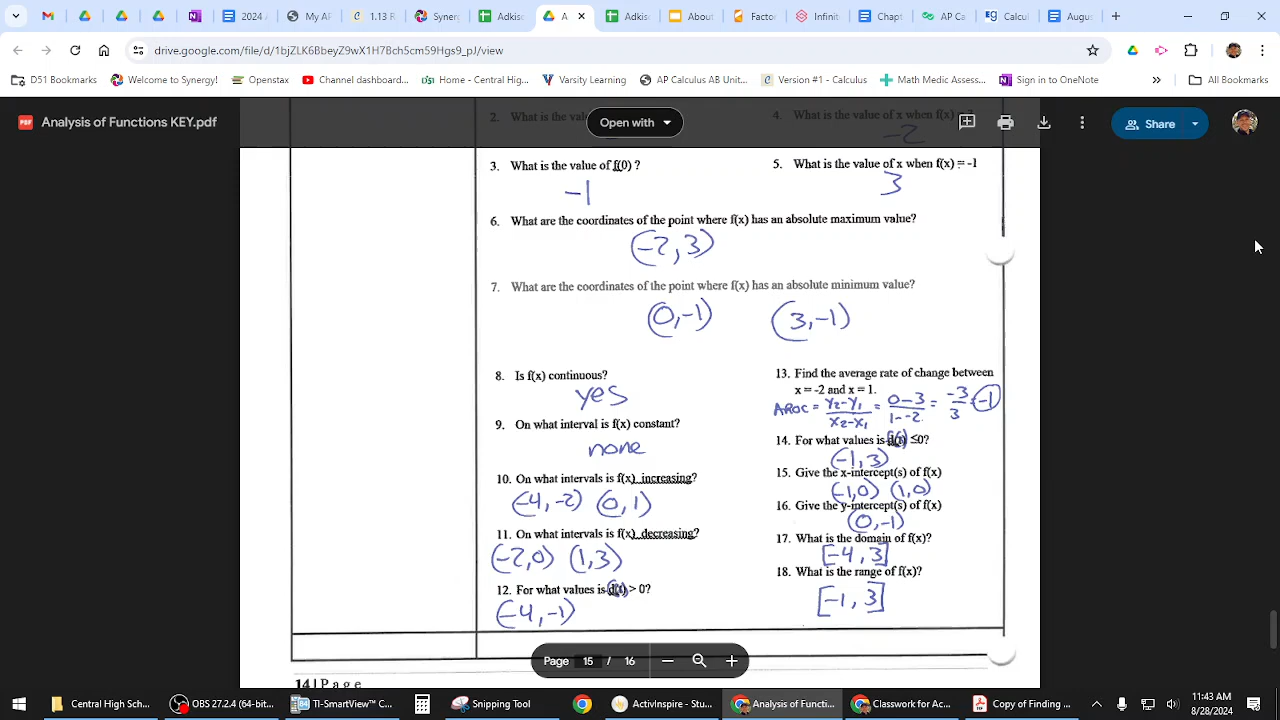 1.13 F
2024
Output
About
Factor
Infinite
Contin
Augus
drive.google.com/file/d/1bjZLK6BbeyZ9wX1H7Bch5cm59Hgs9_pJ/view
D51 Bookmarks
Welcome to Synergy!
Openstax
Channel dashboard...
Home - Central High...
Varsity Learning
AP Calculus AB Unit...
Version #1 - Calculus
Math Medic Assess...
Sign in to OneNote
All Bookmarks
Analysis of Functions KEY.pdf
Open with
Share
2. What is the valu
4. What is the value of x when f(x)
-2
3. What is the value of f(0) ?
-1
5. What is the value of x when f(x) = -1
3
6. What are the coordinates of the point where f(x) has an absolute maximum value?
(-2, 3)
7. What are the coordinates of the point where f(x) has an absolute minimum value?
(0, -1) (3, -1)
8. Is f(x) continuous?
yes
9. On what interval is f(x) constant?
none
10. On what intervals is f(x) increasing?
(-4, -2) (0, 1)
11. On what intervals is f(x) decreasing?
(-2, 0) (1, 3)
12. For what values is > 0?
(-4, -1)
13. Find the average rate of change between
x = -2 and x = 1.
AROC = y2-y1/x2-x1 = 0-3/1--2 = -3/3 = -1
14. For what values is ≤0?
(-1, 3)
15. Give the x-intercept(s) of f(x)
(-1, 0) (1, 0)
16. Give the y-intercept(s) of f(x)
(0, -1)
17. What is the domain of f(x)?
[-4, 3]
18. What is the range of f(x)?
[-1, 3]
14 | P a g e
Page 15 / 16
Central High Sch...
OBS 27.2.4 (64-bit...
TI-SmartView™ C...
Snipping Tool
ActivInspire - Stu...
Analysis of Functi...
Classwork for Ac...
Copy of Finding ...
11:43 AM
8/28/2024